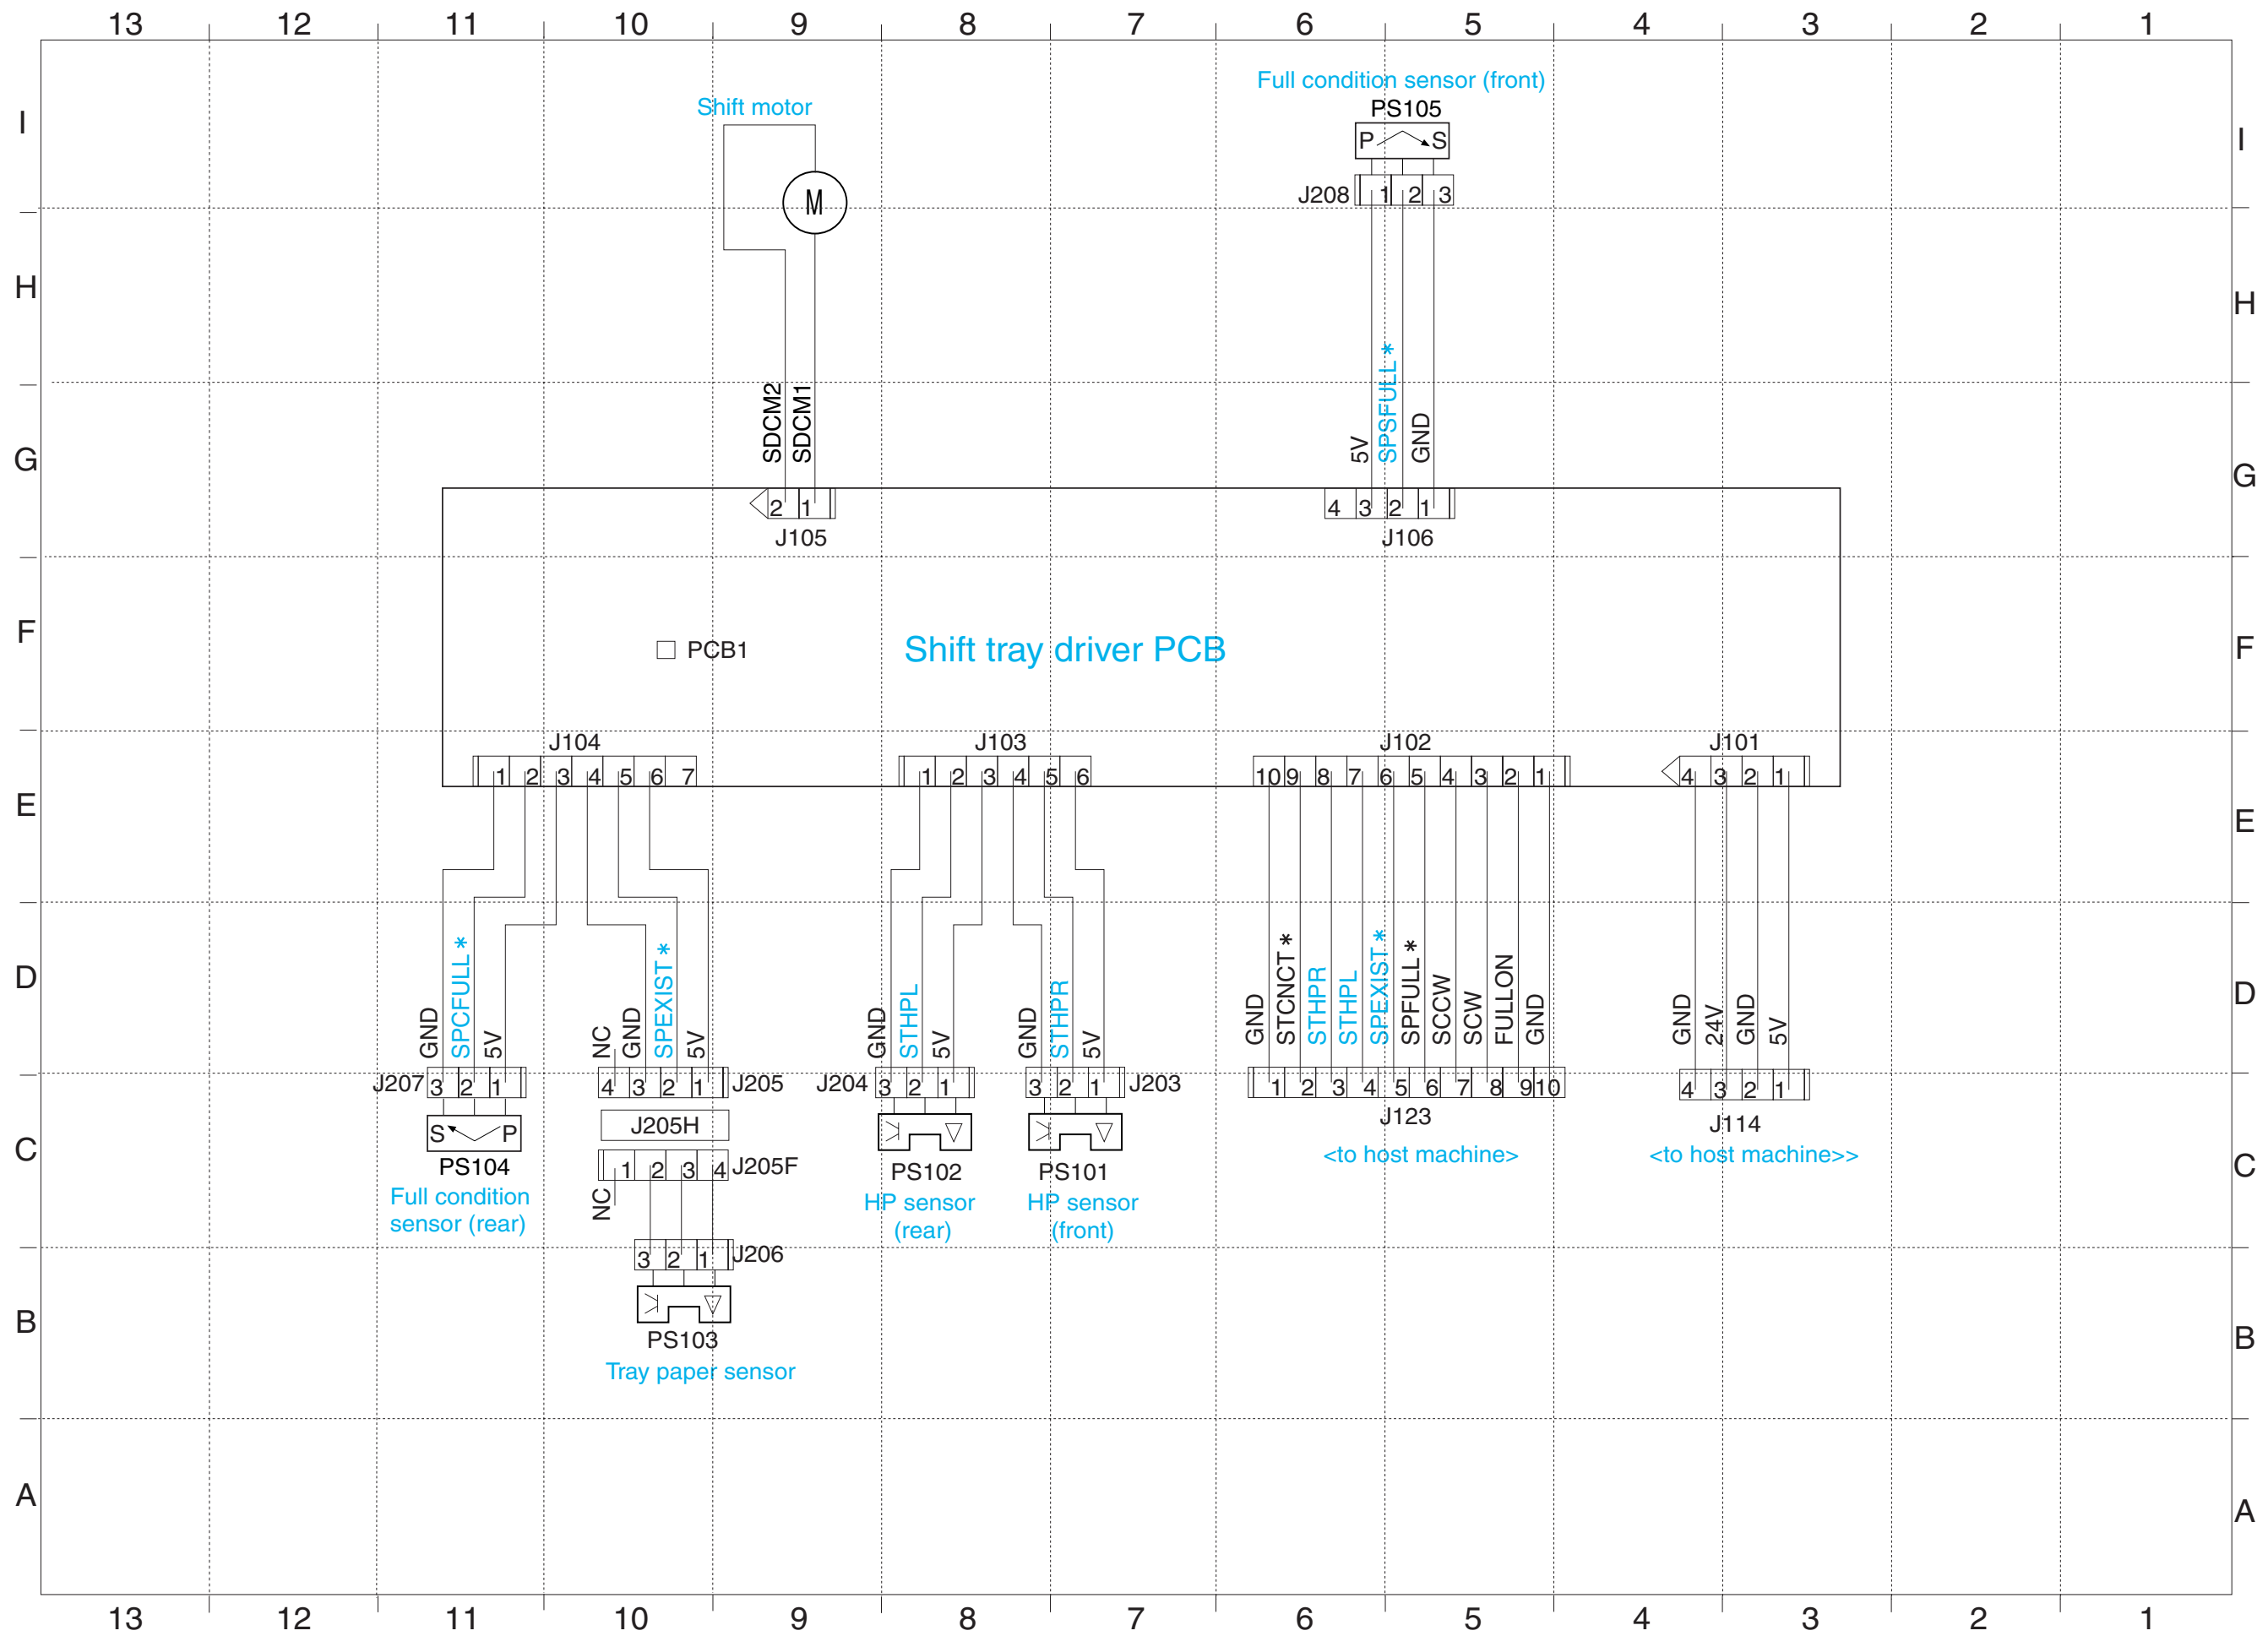 13 12 11 10 9 8 7 6 5 4 3 2 1
Full condition sensor (front)
Shift motor
PS105
I
I
P S
M
J208 1 2 3
H
H
SDCM2
SDCM1
5V
SPSFULL *
GND
G
G
2 1
4 3 2 1
J105
J106
F
F
PCB1
Shift tray driver PCB
J104
J103
J102
J101
1 2 3 4 5 6 7
1 2 3 4 5 6
10 9 8 7 6 5 4 3 2 1
4 3 2 1
E
E
D
D
GND
SPCFULL *
5V
NC
GND
SPEXIST *
5V
GND
STHPL
5V
GND
STHPR
5V
GND
STCNCT *
STHPR
STHPL
SPEXIST *
SPFULL *
SCCW
SCW
FULLON
GND
GND
24V
GND
5V
J207 3 2 1
4 3 2 1 J205
J204 3 2 1
3 2 1 J203
1 2 3 4 5 6 7 8 9 10
4 3 2 1
J123
J114
J205H
S P
C
C
PS104
1 2 3 4 J205F
PS102
PS101
<to host machine>
<to host machine>>
Full condition
sensor (rear)
NC
HP sensor
(rear)
HP sensor
(front)
3 2 1 J206
B
B
PS103
Tray paper sensor
A
A
13 12 11 10 9 8 7 6 5 4 3 2 1